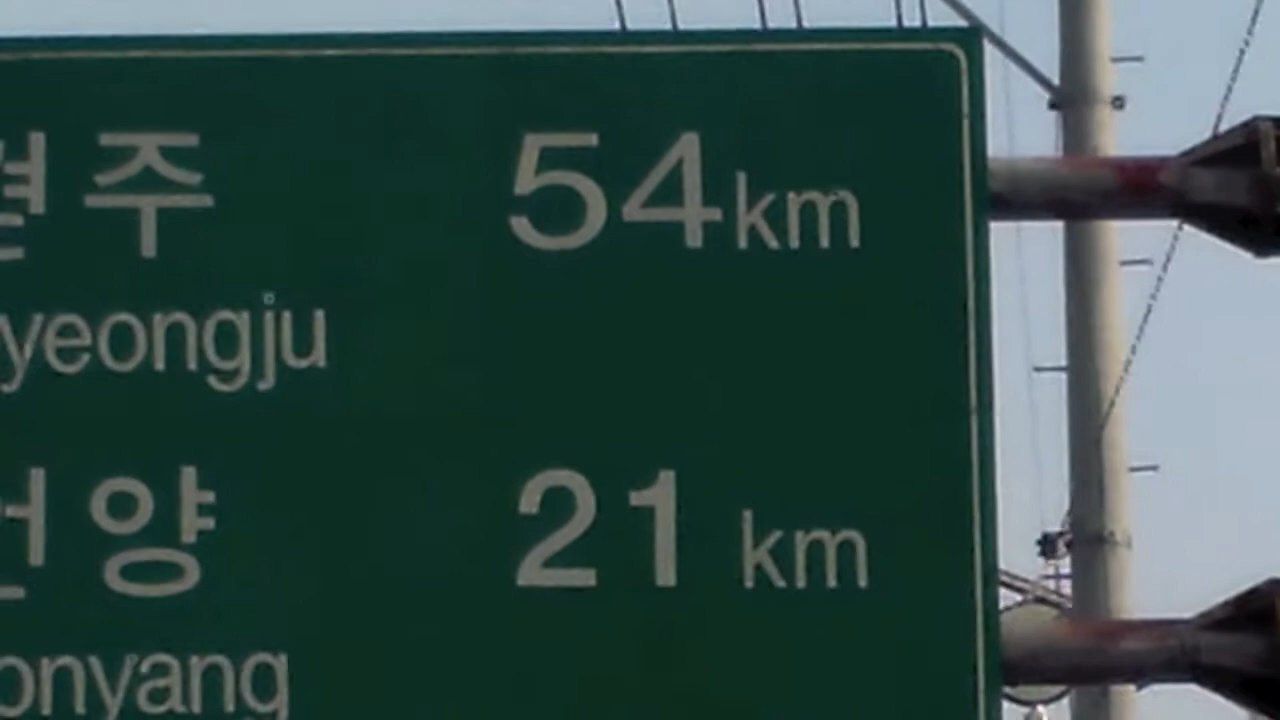 주 54km
yeongju
양 21 km
onyang